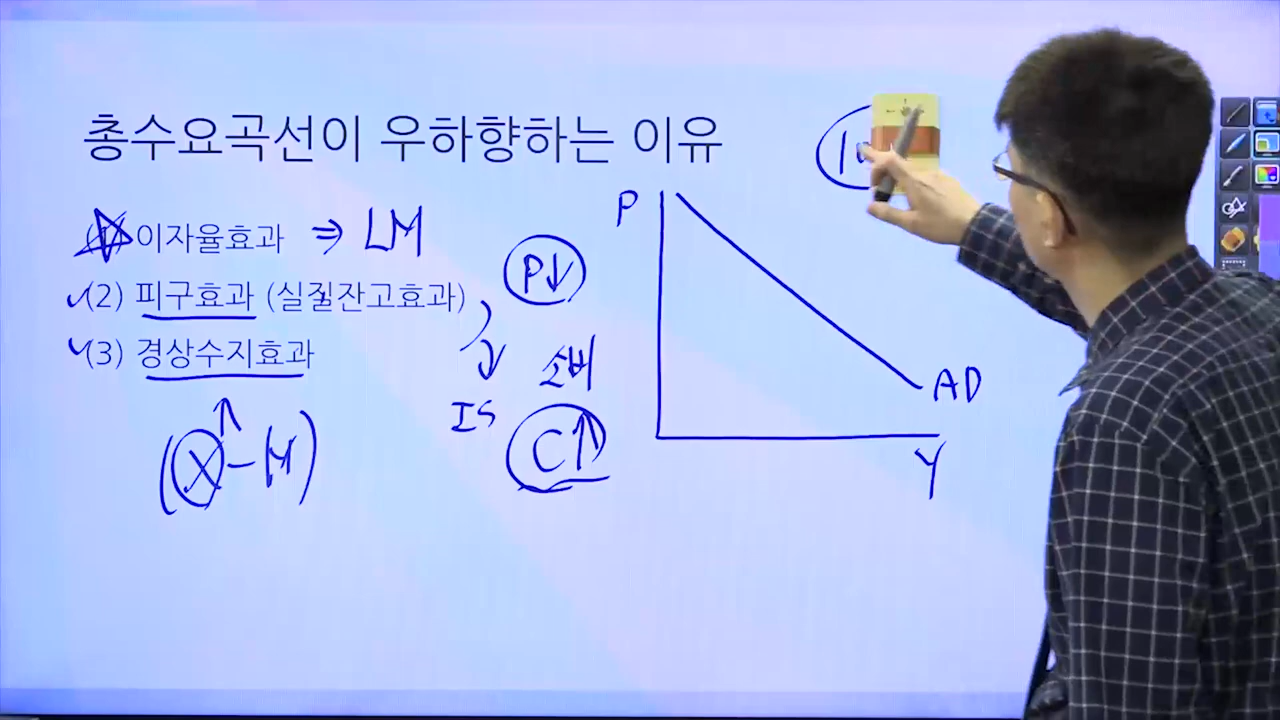 총수요곡선이 우하향하는 이유
(1) 이자율효과 ⇒ LM
(2) 피구효과 (실질잔고효과)
(3) 경상수지효과
(X↑-M)
P↓
소비
IS
C↑
P
AD
Y